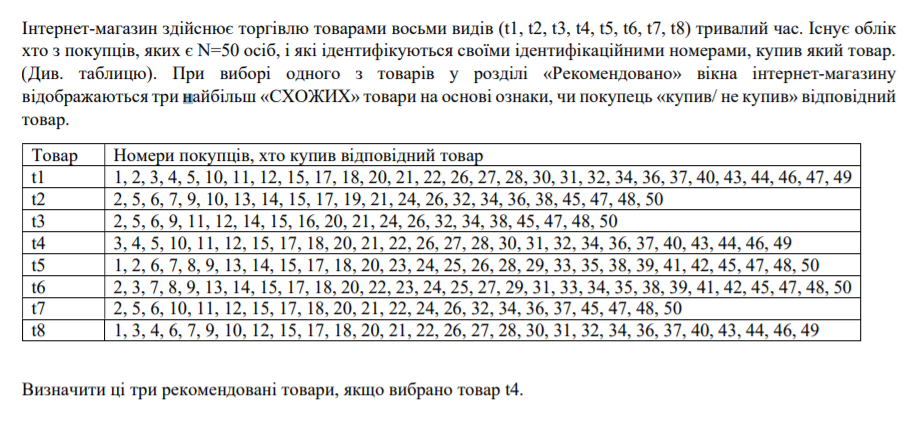 Інтернет-магазин здійснює торгівлю товарами восьми видів (t1, t2, t3, t4, t5, t6, t7, t8) тривалий час. Існує облік
хто з покупців, яких є N=50 осіб, і які ідентифікуються своїми ідентифікаційними номерами, купив який товар.
(Див. таблицю). При виборі одного з товарів у розділі «Рекомендовано» вікна інтернет-магазину
відображаються три найбільш «СХОЖИХ» товари на основі ознаки, чи покупець «купив/ не купив» відповідний
товар.
Товар Номери покупців, хто купив відповідний товар
t1 1, 2, 3, 4, 5, 10, 11, 12, 15, 17, 18, 20, 21, 22, 26, 27, 28, 30, 31, 32, 34, 36, 37, 40, 43, 44, 46, 47, 49
t2 2, 5, 6, 7, 9, 10, 13, 14, 15, 17, 19, 21, 24, 26, 32, 34, 36, 38, 45, 47, 48, 50
t3 2, 5, 6, 9, 11, 12, 14, 15, 16, 20, 21, 24, 26, 32, 34, 38, 45, 47, 48, 50
t4 3, 4, 5, 10, 11, 12, 15, 17, 18, 20, 21, 22, 26, 27, 28, 30, 31, 32, 34, 36, 37, 40, 43, 44, 46, 49
t5 1, 2, 6, 7, 8, 9, 13, 14, 15, 17, 18, 20, 23, 24, 25, 26, 28, 29, 33, 35, 38, 39, 41, 42, 45, 47, 48, 50
t6 2, 3, 7, 8, 9, 13, 14, 15, 17, 18, 20, 22, 23, 24, 25, 27, 29, 31, 33, 34, 35, 38, 39, 41, 42, 45, 47, 48, 50
t7 2, 5, 6, 10, 11, 12, 15, 17, 18, 20, 21, 22, 24, 26, 32, 34, 36, 37, 45, 47, 48, 50
t8 1, 3, 4, 6, 7, 9, 10, 12, 15, 17, 18, 20, 21, 22, 26, 27, 28, 30, 31, 32, 34, 36, 37, 40, 43, 44, 46, 49
Визначити ці три рекомендовані товари, якщо вибрано товар t4.